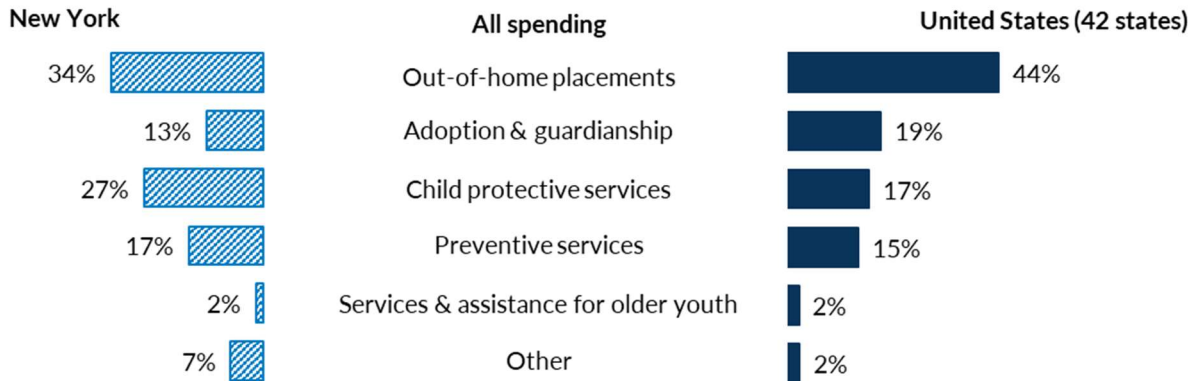 New York All spending United States (42 states)
34% Out-of-home placements 44%
13% Adoption & guardianship 19%
27% Child protective services 17%
17% Preventive services 15%
2% Services & assistance for older youth 2%
7% Other 2%